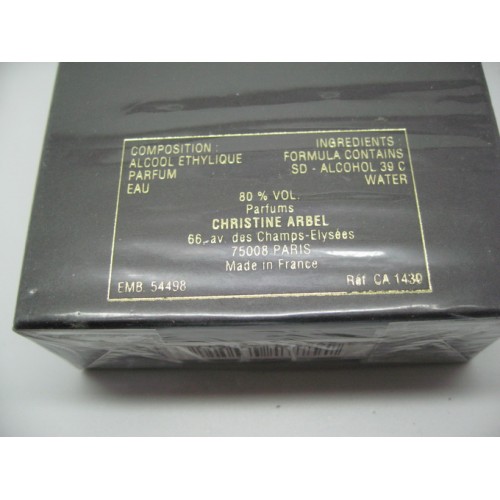 COMPOSITION :
ALCOOL ETHYLIQUE
PARFUM
EAU
INGREDIENTS :
FORMULA CONTAINS
SD - ALCOHOL 39 C
WATER
80 % VOL.
Parfums
CHRISTINE ARBEL
66, av des Champs-Elysées
75008 PARIS
Made in France
EMB 54498
Réf CA 1430